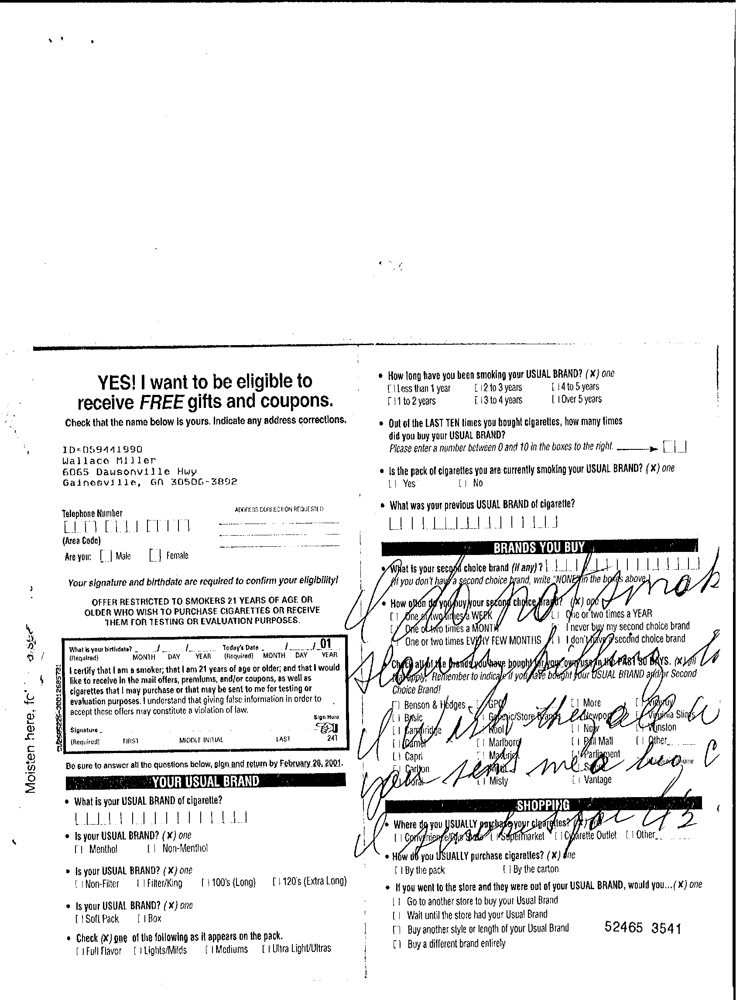 YES! I want to be eligible to
receive FREE gifts and coupons.
Check that the name below is yours. Indicate any address corrections.
ID=059441990
Wallace Miller
6065 Dawsonville Hwy
Gainesville, GA 30506-3892
Telephone Number
ADDRESS CORRECTION REQUESTED
(Area Code)
Are you: [ ] Male [ ] Female
Your signature and birthdate are required to confirm your eligibility!
OFFER RESTRICTED TO SMOKERS 21 YEARS OF AGE OR
OLDER WHO WISH TO PURCHASE CIGARETTES OR RECEIVE
THEM FOR TESTING OR EVALUATION PURPOSES.
What is your birthdate? / / Today's Date / / 01
(Required) MONTH DAY YEAR (Required) MONTH DAY YEAR
I certify that I am a smoker; that I am 21 years of age or older; and that I would
like to receive in the mail offers, premiums, and/or coupons, as well as
cigarettes that I may purchase or that may be sent to me for testing or
evaluation purposes. I understand that giving false information in order to
accept these offers may constitute a violation of law.
Sign Here
Signature
(Required) FIRST MIDDLE INITIAL LAST 241
Be sure to answer all the questions below, sign and return by February 28, 2001.
Moisten here,
YOUR USUAL BRAND
• What is your USUAL BRAND of cigarette?
• Is your USUAL BRAND? (X) one
[ ] Menthol [ ] Non-Menthol
• Is your USUAL BRAND? (X) one
[ ] Non-Filter [ ] Filter/King [ ] 100's (Long) [ ] 120's (Extra Long)
• Is your USUAL BRAND? (X) one
[ ] Soft Pack [ ] Box
• Check (X) one of the following as it appears on the pack.
[ ] Full Flavor [ ] Lights/Milds [ ] Mediums [ ] Ultra Light/Ultras
• How long have you been smoking your USUAL BRAND? (X) one
[ ] Less than 1 year [ ] 2 to 3 years [ ] 4 to 5 years
[ ] 1 to 2 years [ ] 3 to 4 years [ ] Over 5 years
• Out of the LAST TEN times you bought cigarettes, how many times
did you buy your USUAL BRAND?
Please enter a number between 0 and 10 in the boxes to the right.
• Is the pack of cigarettes you are currently smoking your USUAL BRAND? (X) one
[ ] Yes [ ] No
• What was your previous USUAL BRAND of cigarette?
BRANDS YOU BUY
• What is your second choice brand (if any)?
(If you don't have a second choice brand, write "NONE" in the boxes above.)
I do not smok
• How often do you buy your second choice brand? (X) one
[ ] One or two times a WEEK [ ] One or two times a YEAR
[ ] One or two times a MONTH [ ] I never buy my second choice brand
[ ] One or two times EVERY FEW MONTHS [ ] I don't have a second choice brand
• Check all of the brands you have bought for your own use in the PAST 30 DAYS. (X) all
that apply. Remember to indicate if you have bought your USUAL BRAND and/or Second
Choice Brand!
[ ] Benson & Hedges [ ] GPC [ ] More [ ] Viceroy
[ ] Basic [ ] Generic/Store Brand [ ] Newport [ ] Virginia Slims
[ ] Cambridge [ ] Kool [ ] Now [ ] Winston
[ ] Camel [ ] Marlboro [ ] Pall Mall [ ] Other
[ ] Capri [ ] Maverick [ ] Parliament
[ ] Carlton
[ ] Doral [ ] Misty [ ] Vantage
you send me a
SHOPPING
• Where do you USUALLY purchase your cigarettes? (X)
[ ] Convenience/Gas Store [ ] Supermarket [ ] Cigarette Outlet [ ] Other
• How do you USUALLY purchase cigarettes? (X) one
[ ] By the pack [ ] By the carton
• If you went to the store and they were out of your USUAL BRAND, would you...(X) one
[ ] Go to another store to buy your Usual Brand
[ ] Wait until the store had your Usual Brand
[ ] Buy another style or length of your Usual Brand
[ ] Buy a different brand entirely
52465 3541